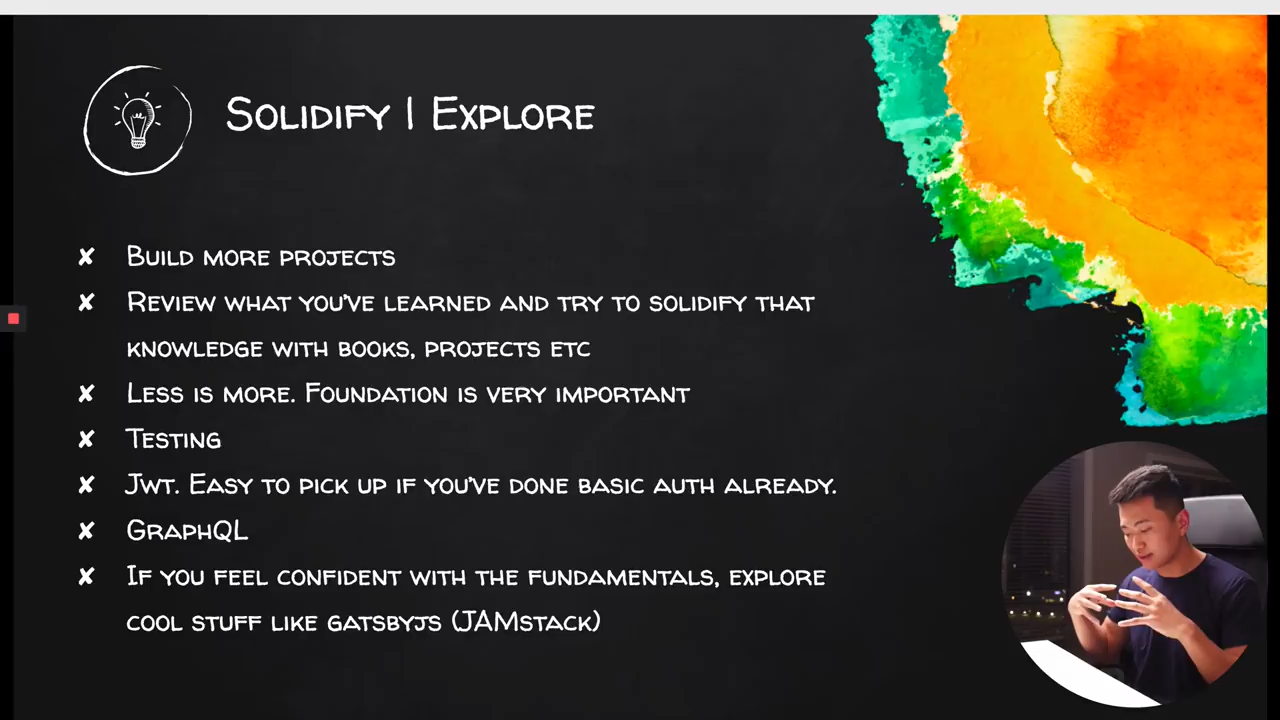 Solidify | Explore
✘ Build more projects
✘ Review what you've learned and try to solidify that
knowledge with books, projects etc
✘ Less is more. Foundation is very important
✘ Testing
✘ Jwt. Easy to pick up if you've done basic auth already.
✘ GraphQL
✘ If you feel confident with the fundamentals, explore
cool stuff like gatsbyjs (JAMstack)